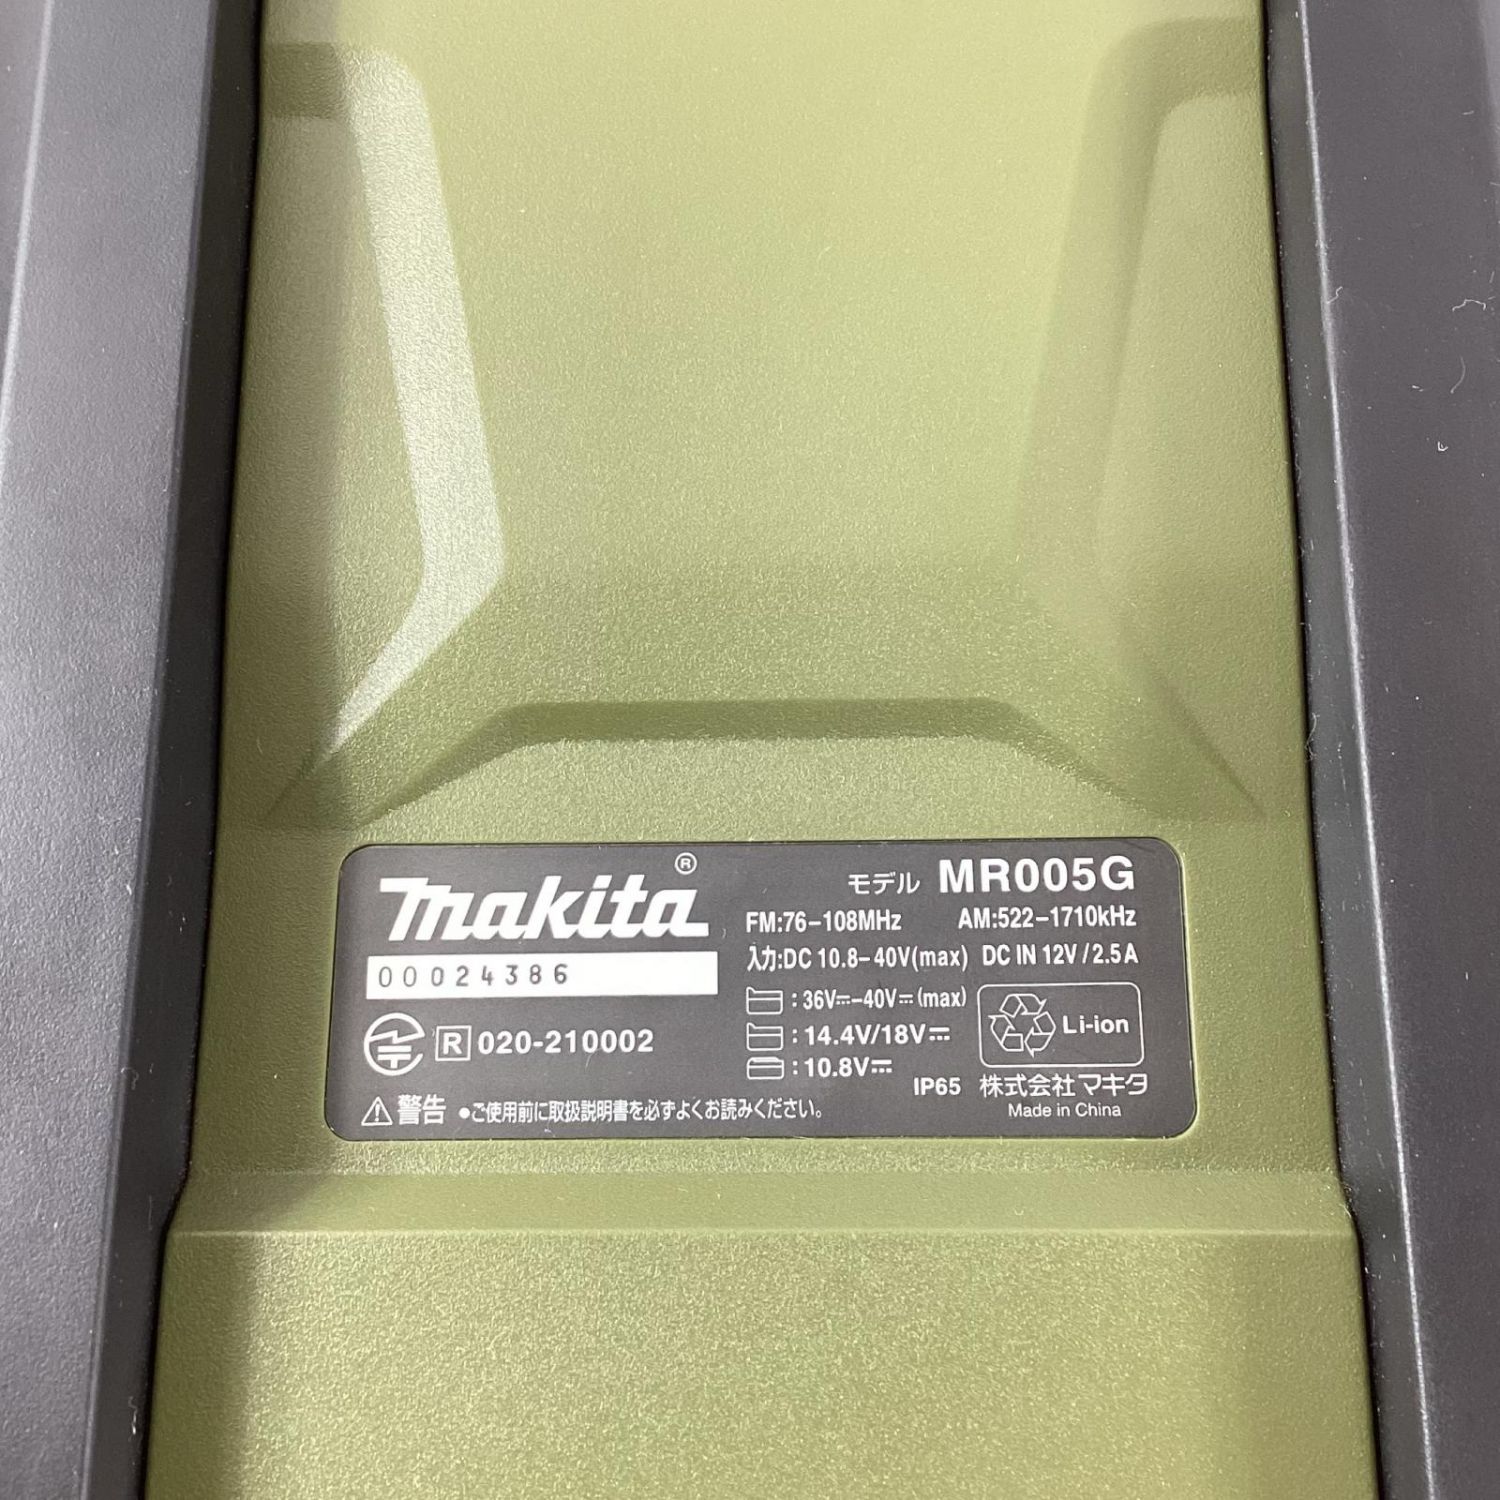 makita®
モデル MR005G
FM:76-108MHz AM:522-1710kHz
入力:DC 10.8-40V(max) DC IN 12V/2.5A
00024386
:36V⎓-40V⎓(max)
:14.4V/18V⎓
:10.8V⎓
Li-ion
R 020-210002
IP65 株式会社マキタ
Made in China
⚠警告 ●ご使用前に取扱説明書を必ずよくお読みください。